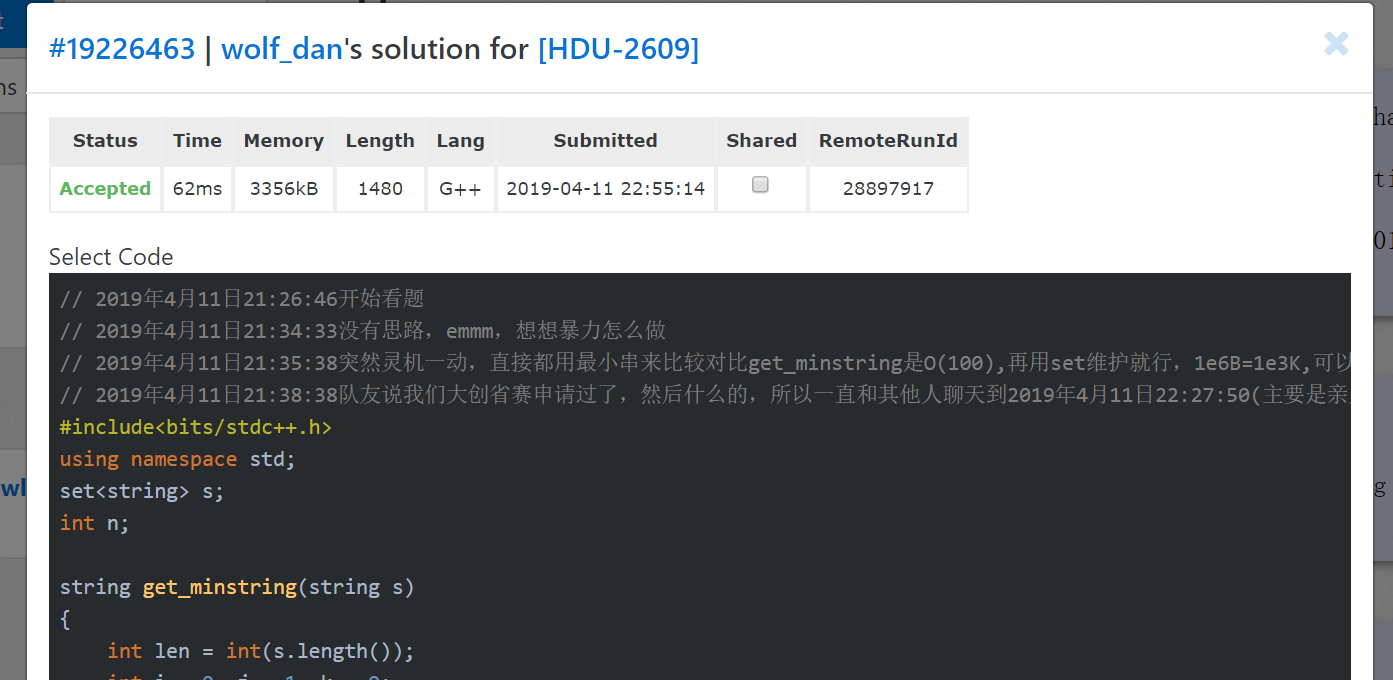 #19226463 | wolf_dan's solution for [HDU-2609]
Status Time Memory Length Lang Submitted Shared RemoteRunId
Accepted 62ms 3356kB 1480 G++ 2019-04-11 22:55:14 28897917
Select Code
// 2019年4月11日21:26:46开始看题
// 2019年4月11日21:34:33没有思路，emmm，想想暴力怎么做
// 2019年4月11日21:35:38突然灵机一动，直接都用最小串来比较对比get_minstring是O(100),再用set维护就行，1e6B=1e3K,可以
// 2019年4月11日21:38:38队友说我们大创省赛申请过了，然后什么的，所以一直和其他人聊天到2019年4月11日22:27:50(主要是亲
#include<bits/stdc++.h>
using namespace std;
set<string> s;
int n;
string get_minstring(string s)
{
int len = int(s.length());